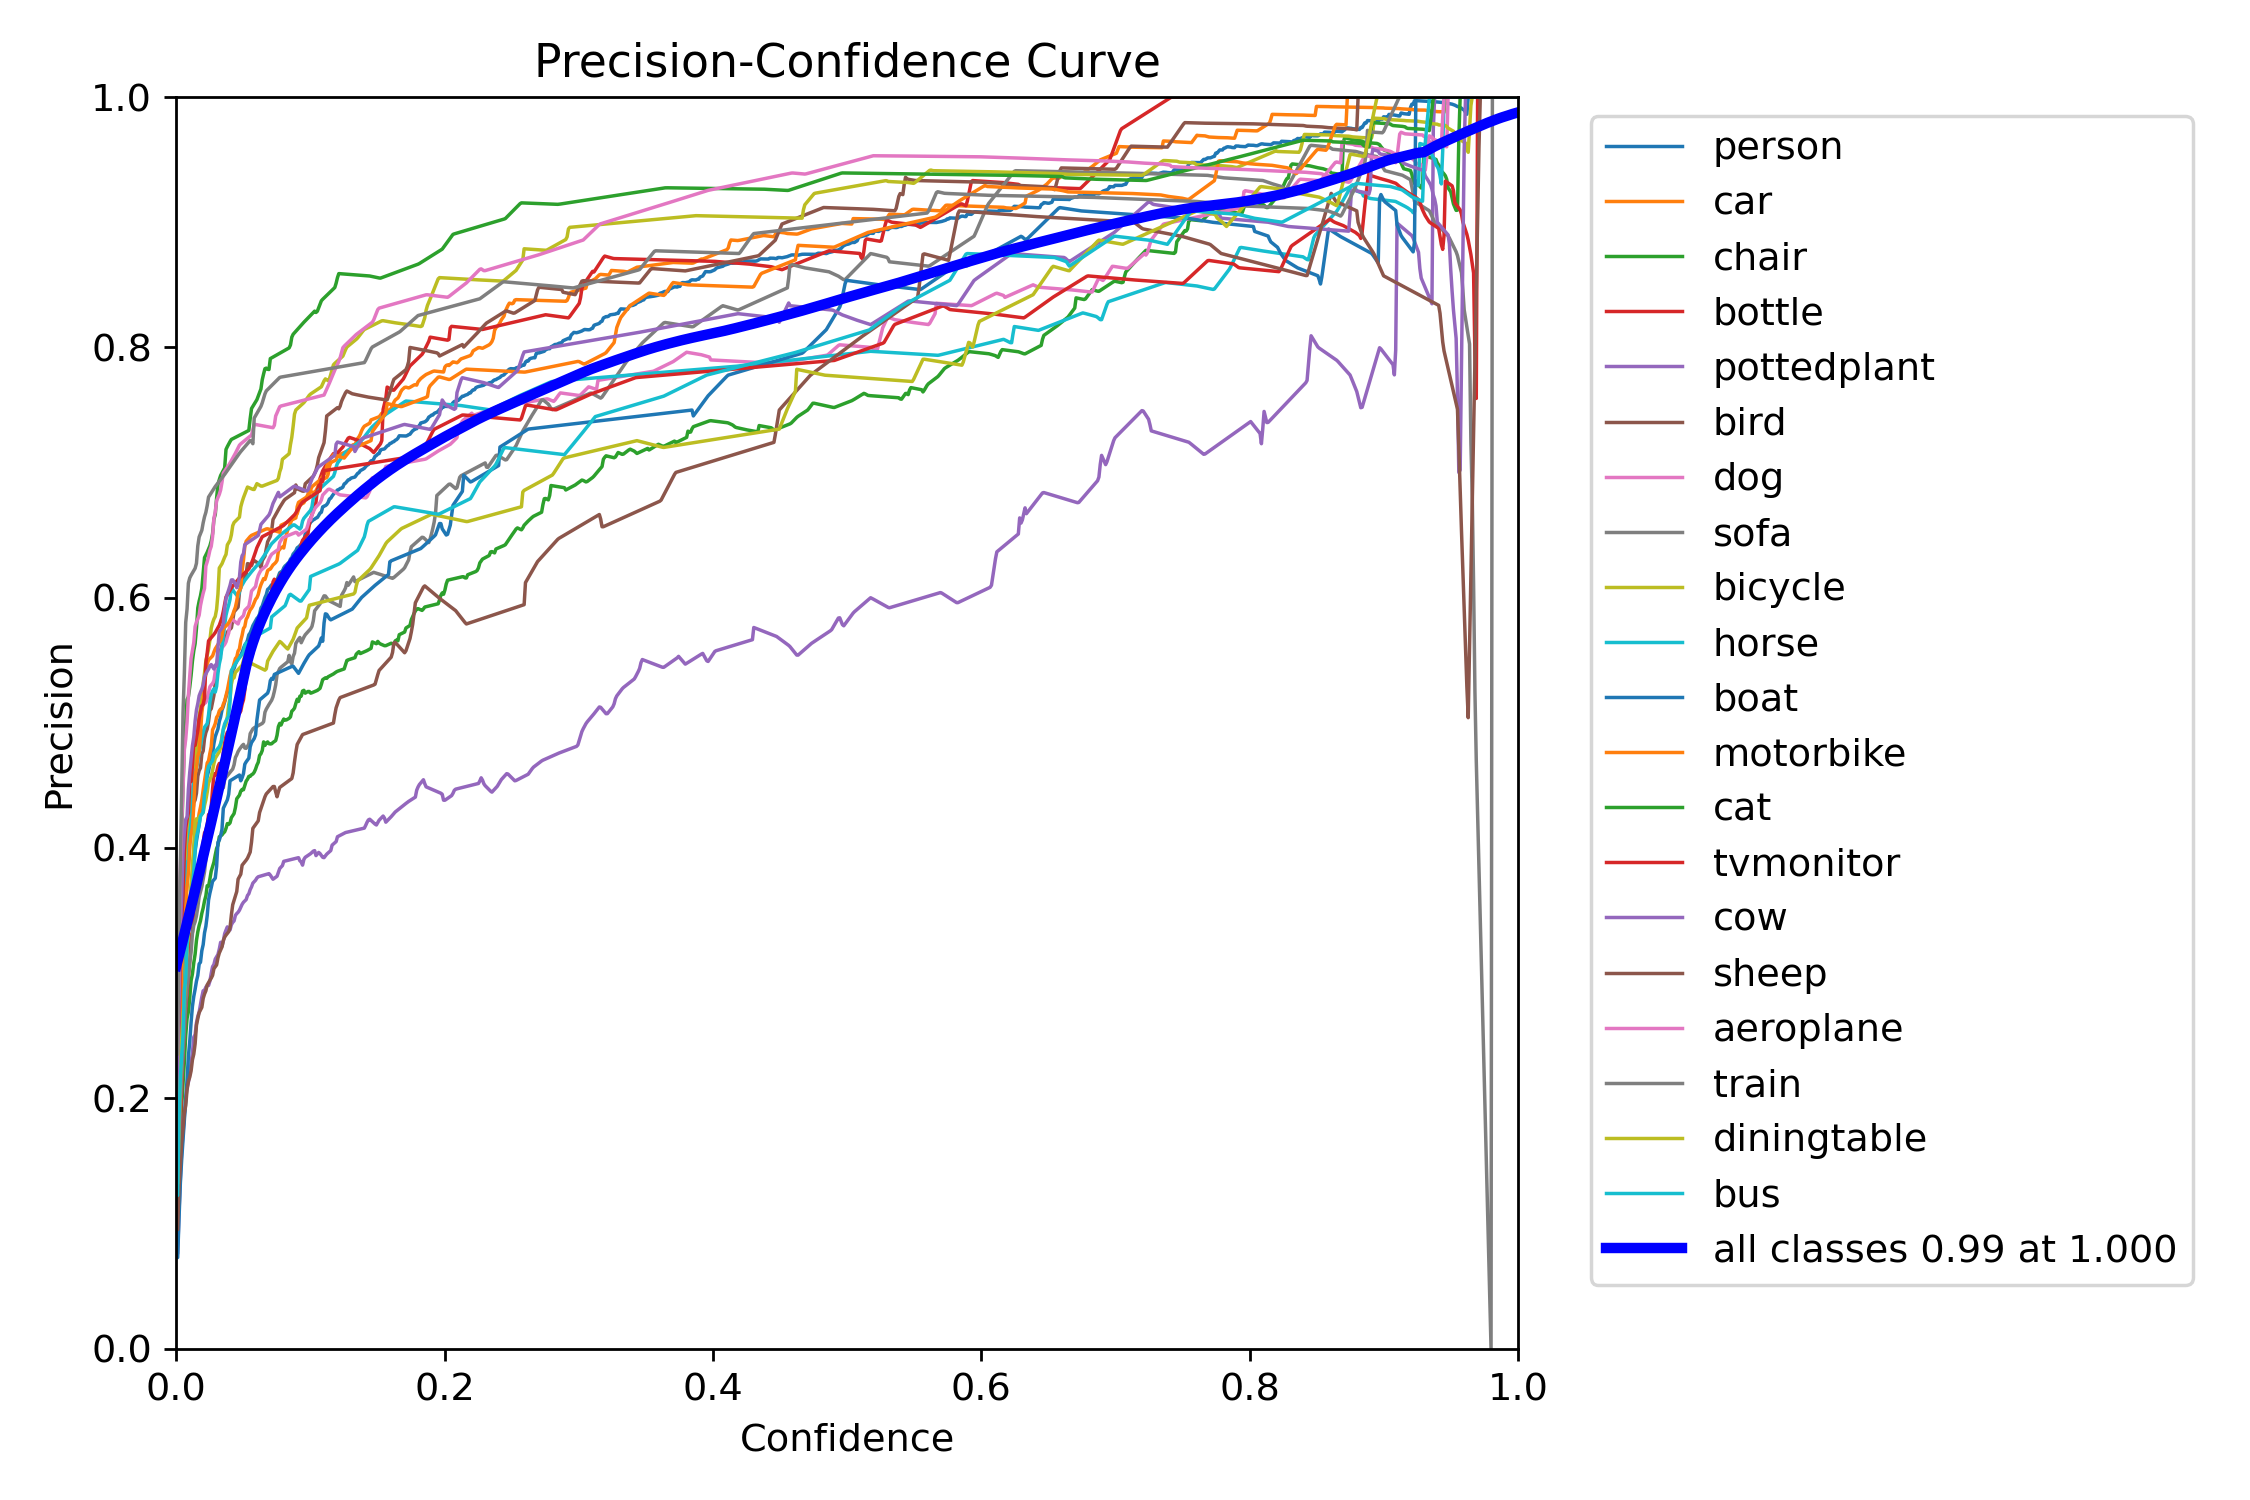 Precision-Confidence Curve
1.0
0.8
0.6
0.4
0.2
0.0
Precision
0.0 0.2 0.4 0.6 0.8 1.0
Confidence
person
car
chair
bottle
pottedplant
bird
dog
sofa
bicycle
horse
boat
motorbike
cat
tvmonitor
cow
sheep
aeroplane
train
diningtable
bus
all classes 0.99 at 1.000